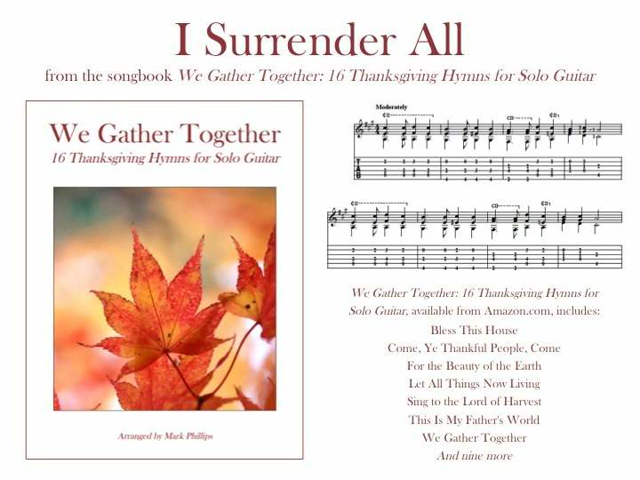 I Surrender All
from the songbook We Gather Together: 16 Thanksgiving Hymns for Solo Guitar
We Gather Together
16 Thanksgiving Hymns for Solo Guitar
Arranged by Mark Phillips
Moderately
We Gather Together: 16 Thanksgiving Hymns for
Solo Guitar, available from Amazon.com, includes:
Bless This House
Come, Ye Thankful People, Come
For the Beauty of the Earth
Let All Things Now Living
Sing to the Lord of Harvest
This Is My Father's World
We Gather Together
And nine more